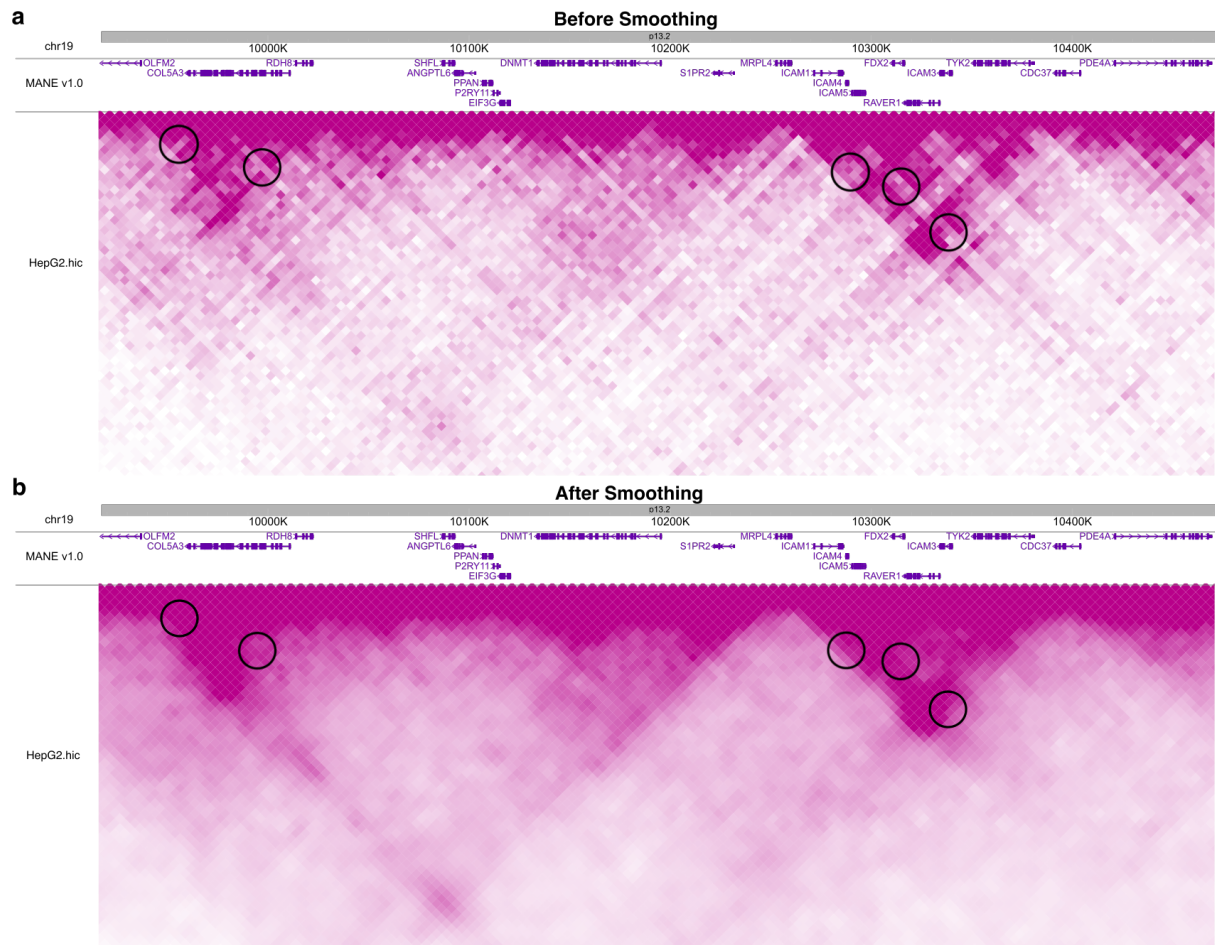 a
Before Smoothing
p13.2
chr19 10000K 10100K 10200K 10300K 10400K
OLFM2 RDH8 SHFL DNMT1 MRPL4 FDX2 TYK2 PDE4A
COL5A3 ANGPTL6 S1PR2 ICAM1 ICAM3 CDC37
MANE v1.0 PPAN ICAM4
P2RY11 ICAM5
EIF3G RAVER1
HepG2.hic
b
After Smoothing
p13.2
chr19 10000K 10100K 10200K 10300K 10400K
OLFM2 RDH8 SHFL DNMT1 MRPL4 FDX2 TYK2 PDE4A
COL5A3 ANGPTL6 S1PR2 ICAM1 ICAM3 CDC37
MANE v1.0 PPAN ICAM4
P2RY11 ICAM5
EIF3G RAVER1
HepG2.hic